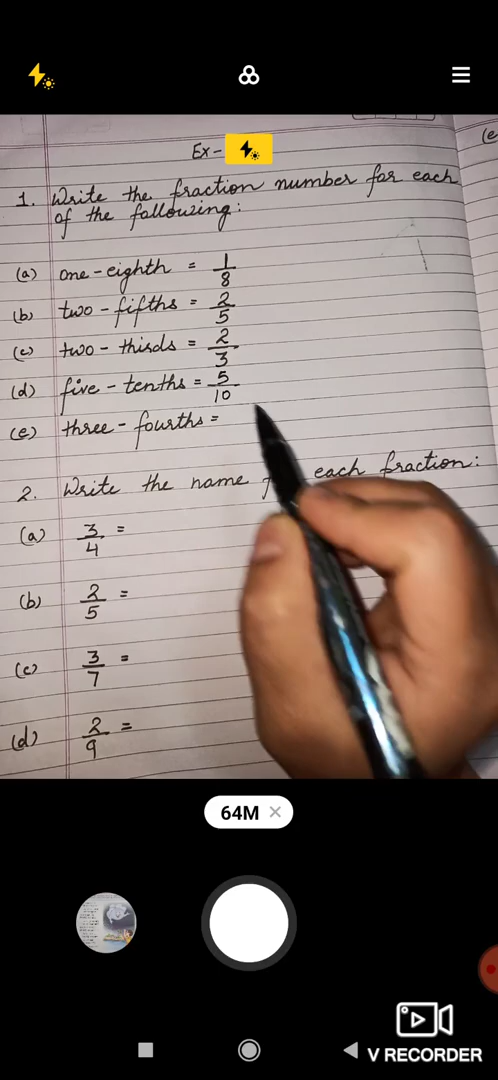 Ex-
(e
1. Write the fraction number for each
of the following:
(a) one-eighth = 1/8
(b) two-fifths = 2/5
(c) two-thirds = 2/3
(d) five-tenths = 5/10
(e) three-fourths =
2. Write the name each fraction:
(a) 3/4 =
(b) 2/5 =
(c) 3/7 =
(d) 2/9 =
64M ×
V RECORDER